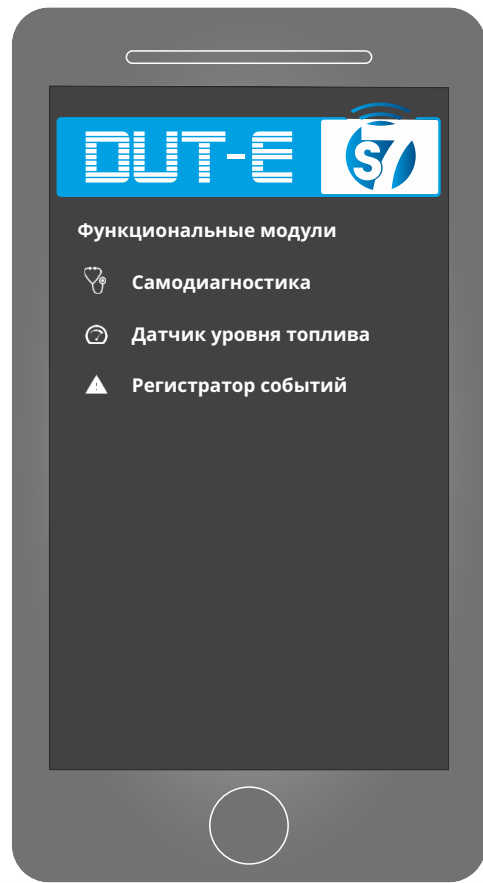 DUT-E S7
Функциональные модули
Самодиагностика
Датчик уровня топлива
Регистратор событий